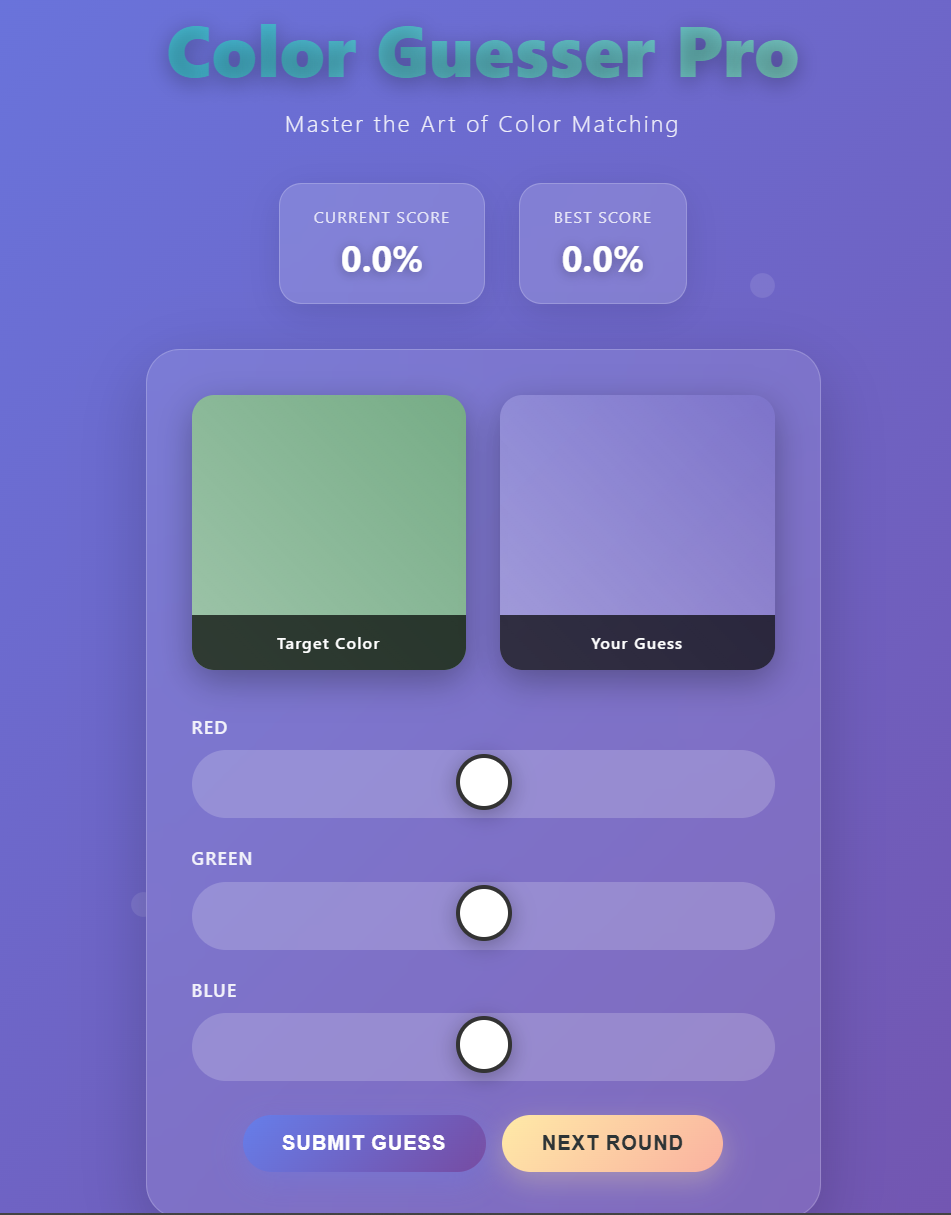 Color Guesser Pro
Master the Art of Color Matching
CURRENT SCORE
0.0%
BEST SCORE
0.0%
Target Color
Your Guess
RED
GREEN
BLUE
SUBMIT GUESS
NEXT ROUND